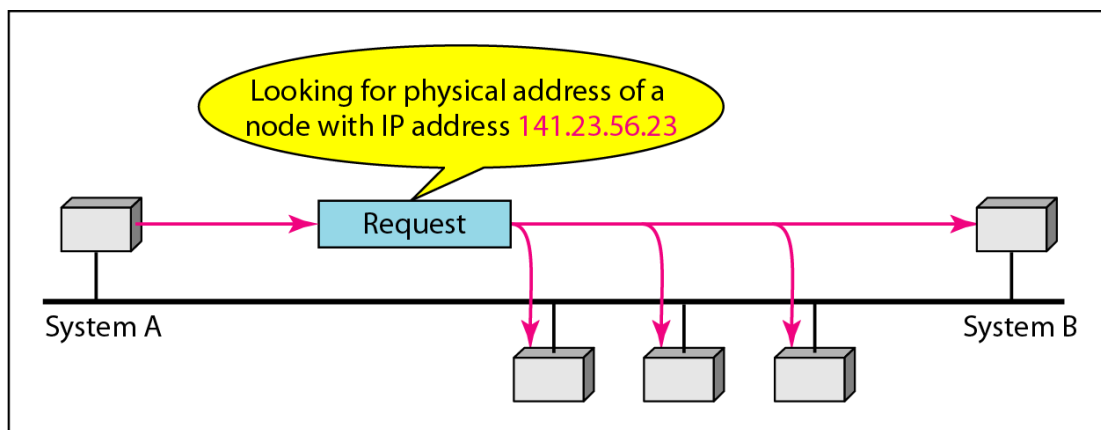 Looking for physical address of a
node with IP address 141.23.56.23
Request
System A
System B